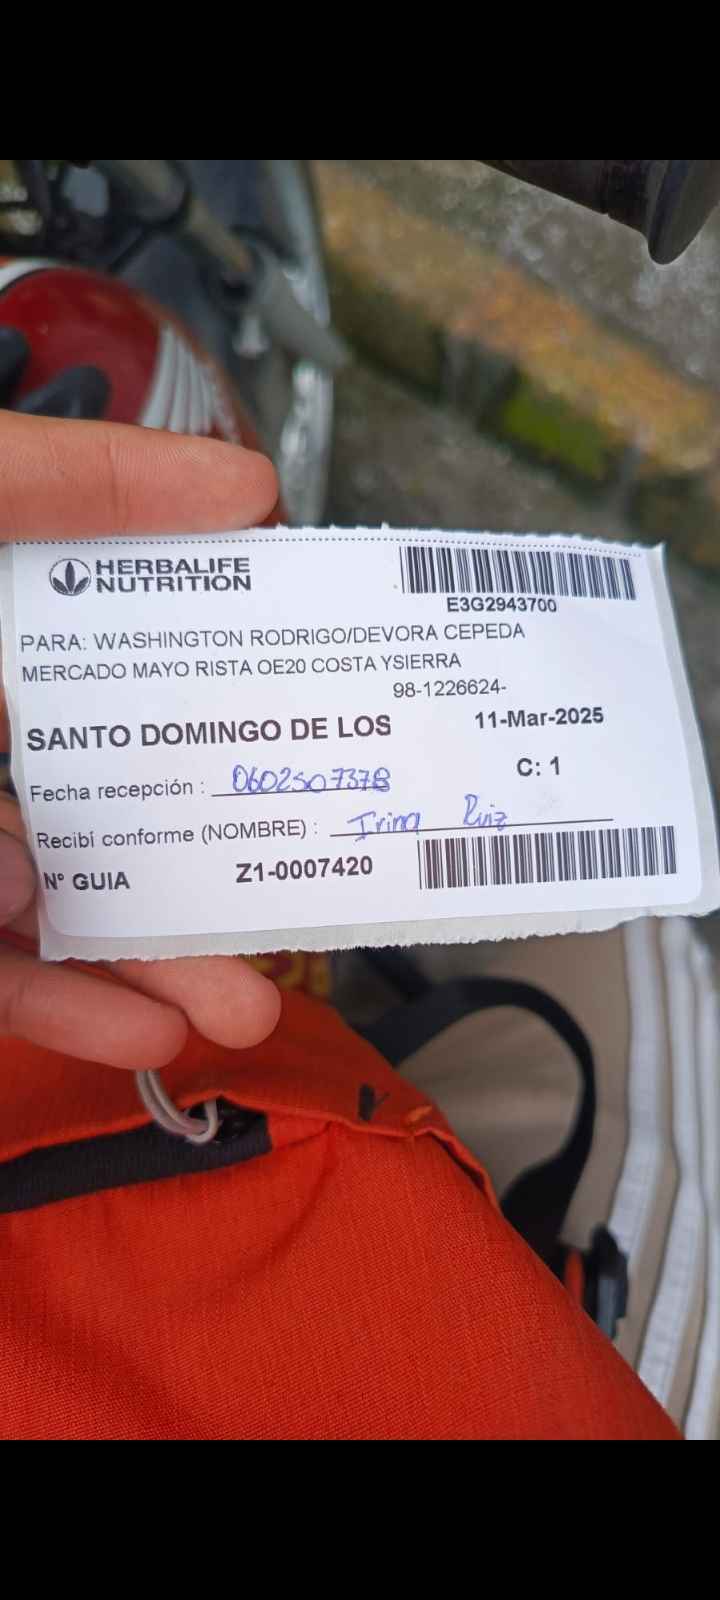 HERBALIFE
NUTRITION
E3G2943700
PARA: WASHINGTON RODRIGO/DEVORA CEPEDA
MERCADO MAYO RISTA OE20 COSTA YSIERRA
98-1226624-
SANTO DOMINGO DE LOS
11-Mar-2025
Fecha recepción : 0602507378
C: 1
Recibí conforme (NOMBRE) : Irina Ruiz
N° GUIA Z1-0007420